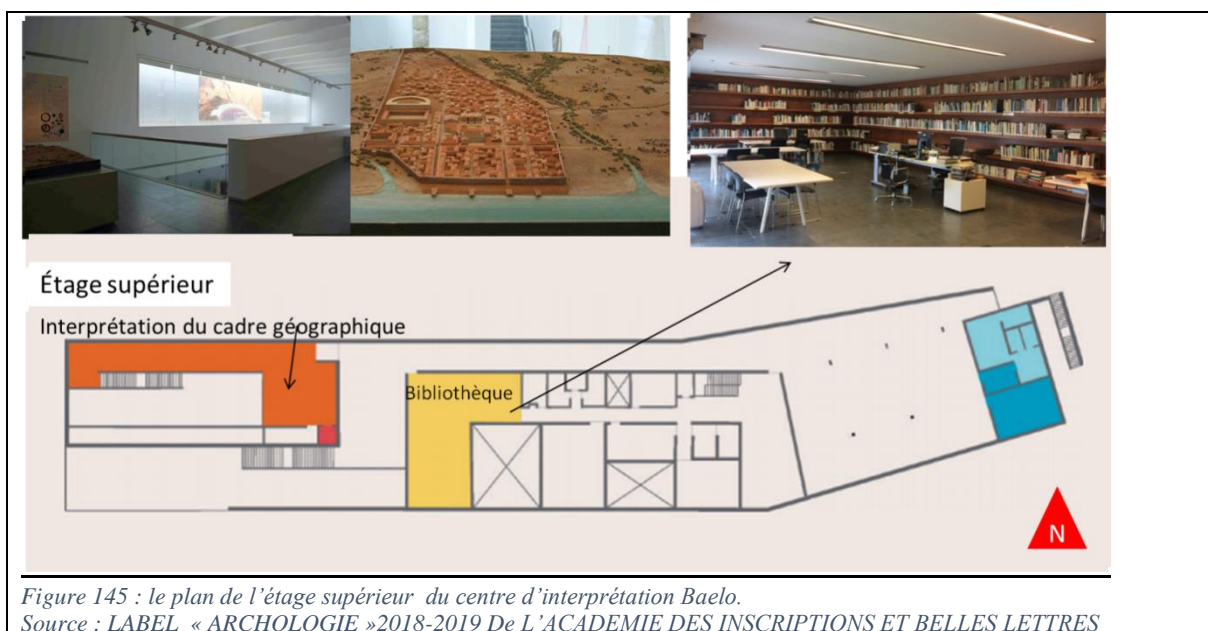 Étage supérieur
Interprétation du cadre géographique
Bibliothèque
N
Figure 145 : le plan de l'étage supérieur du centre d'interprétation Baelo.
Source : LABEL « ARCHOLOGIE »2018-2019 De L'ACADEMIE DES INSCRIPTIONS ET BELLES LETTRES